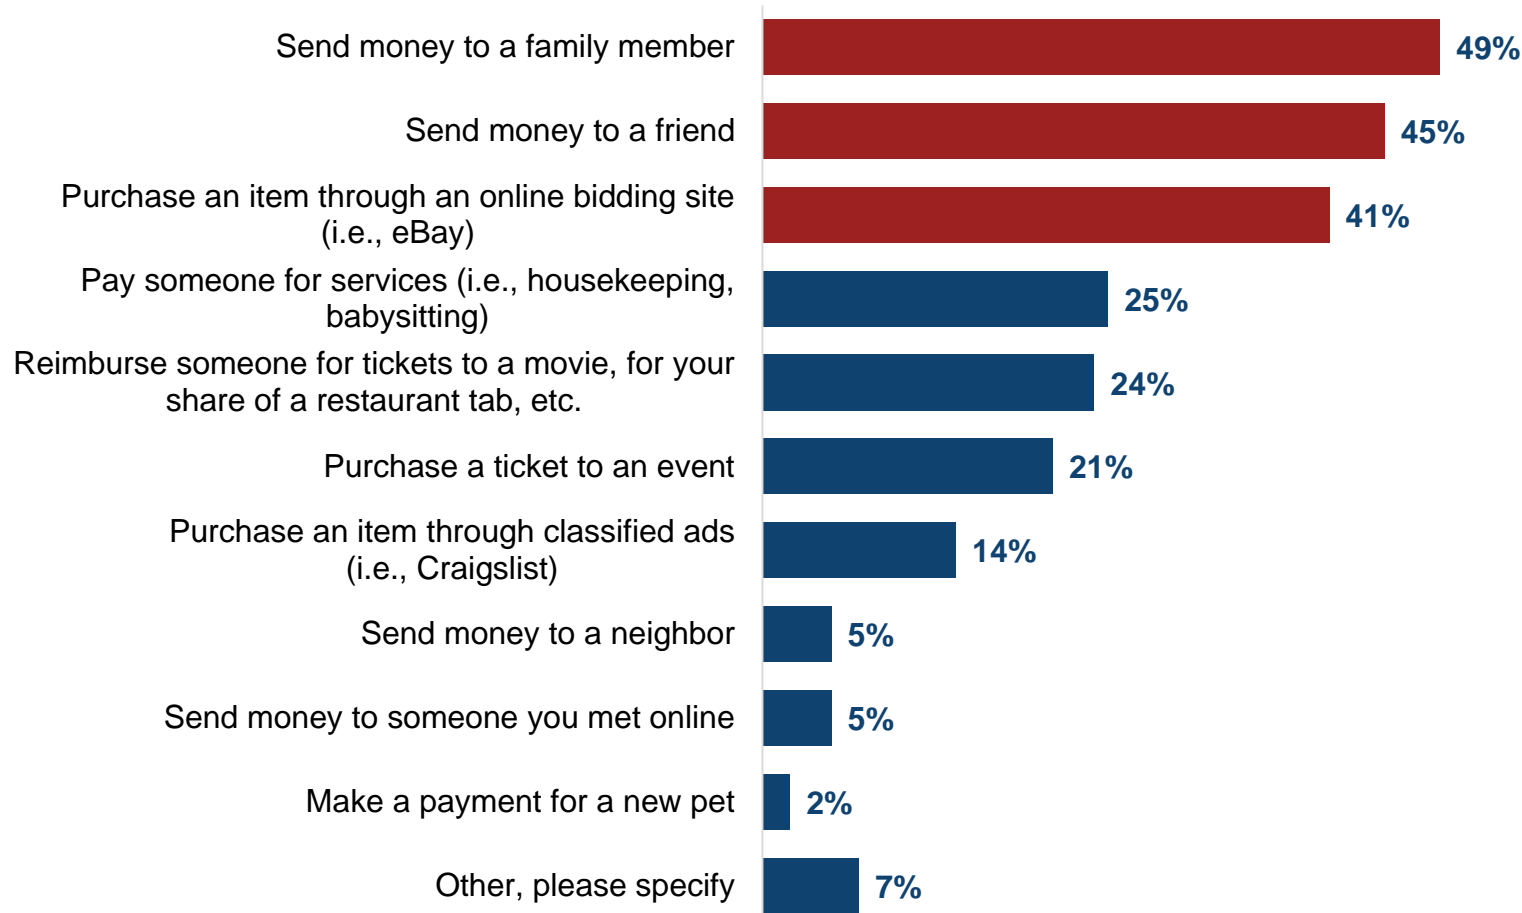 Send money to a family member
49%
Send money to a friend
45%
Purchase an item through an online bidding site
(i.e., eBay)
41%
Pay someone for services (i.e., housekeeping,
babysitting)
25%
Reimburse someone for tickets to a movie, for your
share of a restaurant tab, etc.
24%
Purchase a ticket to an event
21%
Purchase an item through classified ads
(i.e., Craigslist)
14%
Send money to a neighbor
5%
Send money to someone you met online
5%
Make a payment for a new pet
2%
Other, please specify
7%